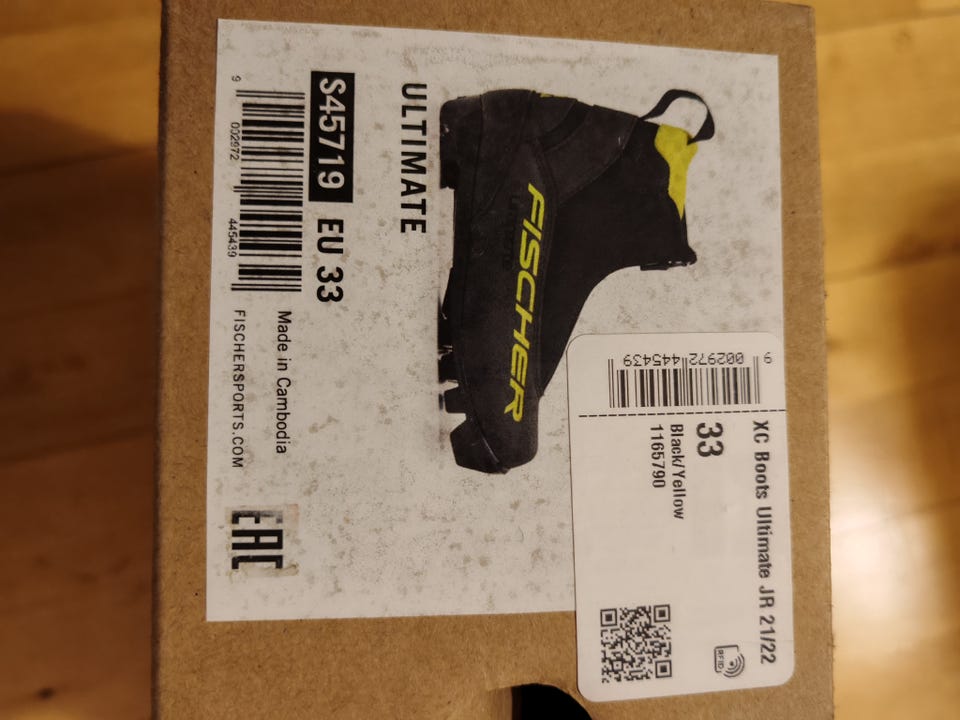 ULTIMATE
FISCHER
S45719 EU 33
9 002972 445439
Made in Cambodia
FISCHERSPORTS.COM
EAC
XC Boots Ultimate JR 21/22
33
Black/Yellow
1165790
9 002972 445439
RFID